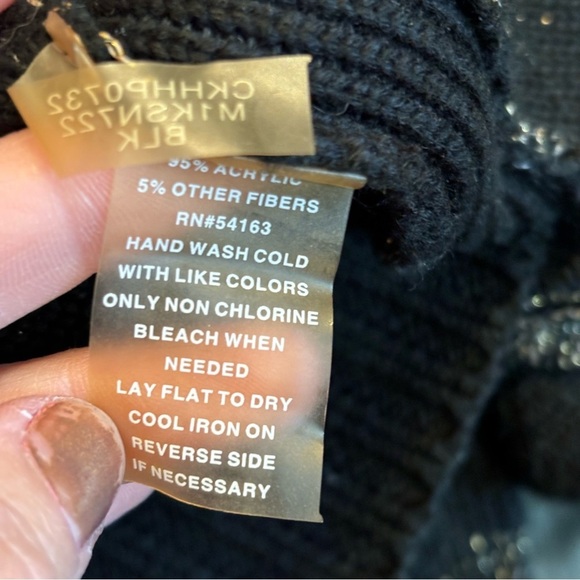 CKHHP0732
M1KSN722
BLK
95% ACRYLIC
5% OTHER FIBERS
RN#54163
HAND WASH COLD
WITH LIKE COLORS
ONLY NON CHLORINE
BLEACH WHEN
NEEDED
LAY FLAT TO DRY
COOL IRON ON
REVERSE SIDE
IF NECESSARY